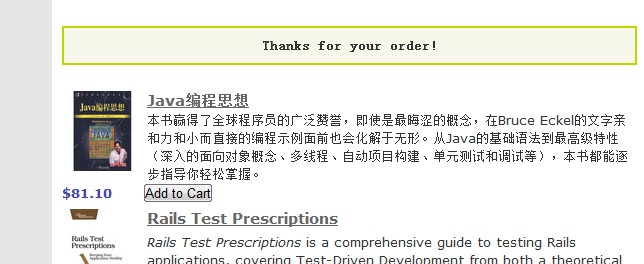 Thanks for your order!
Java编程思想
Java编程思想
本书赢得了全球程序员的广泛赞誉，即使是最晦涩的概念，在Bruce Eckel的文字亲
和力和小而直接的编程示例面前也会化解于无形。从Java的基础语法到最高级特性
（深入的面向对象概念、多线程、自动项目构建、单元测试和调试等），本书都能逐
步指导你轻松掌握。
$81.10
Add to Cart
Rails Test Prescriptions
Rails Test
Prescriptions
Keeping Your
Application Healthy
Rails Test Prescriptions is a comprehensive guide to testing Rails
applications, covering Test-Driven Development from both a theoretical